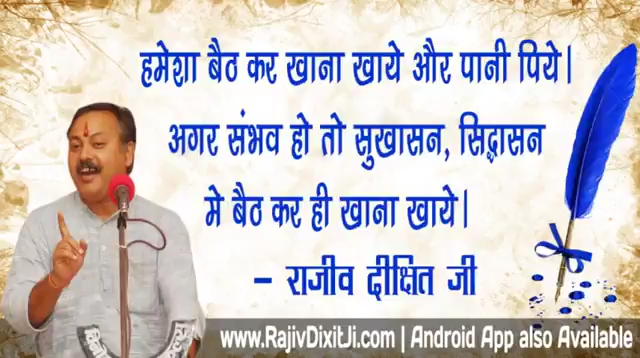 हमेशा बैठ कर खाना खाये और पानी पिये।
अगर संभव हो तो सुखासन, सिद्धासन
मे बैठ कर ही खाना खाये।
– राजीव दीक्षित जी
www.RajivDixitJi.com | Android App also Available